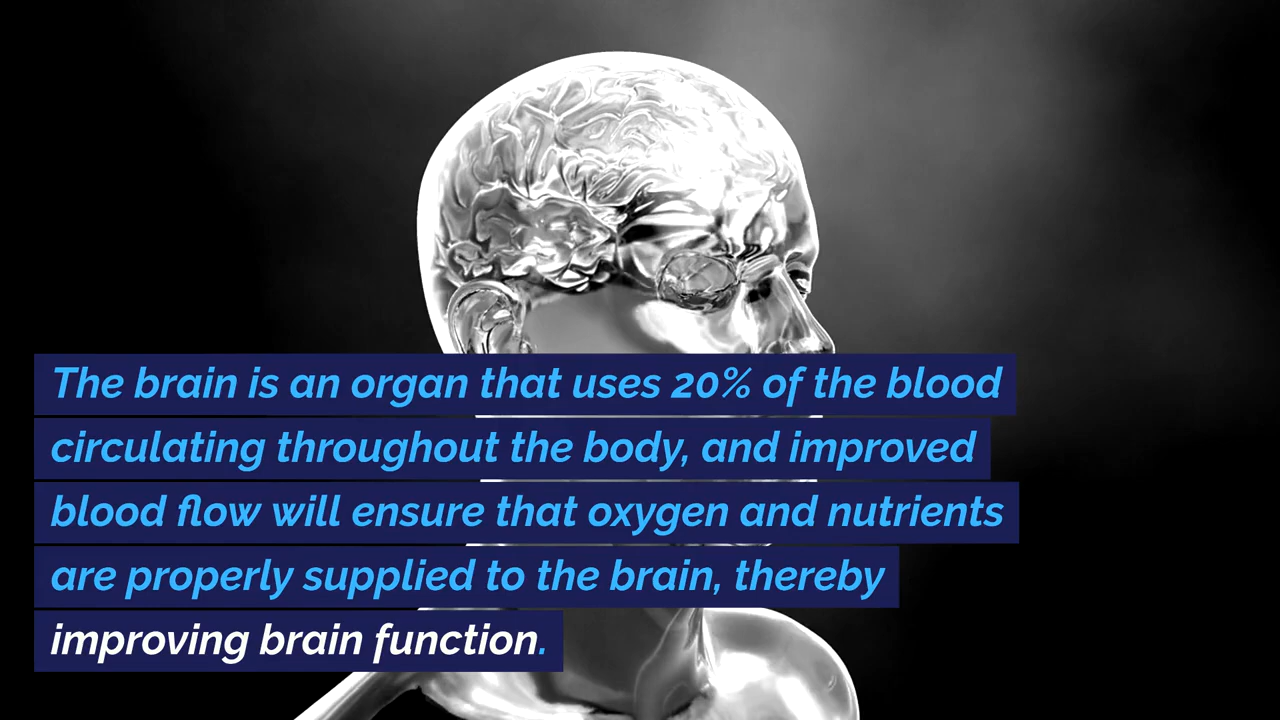 The brain is an organ that uses 20% of the blood
circulating throughout the body, and improved
blood flow will ensure that oxygen and nutrients
are properly supplied to the brain, thereby
improving brain function.